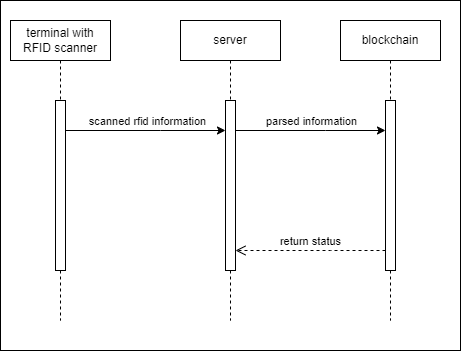 terminal with
RFID scanner
server
blockchain
scanned rfid information
parsed information
return status